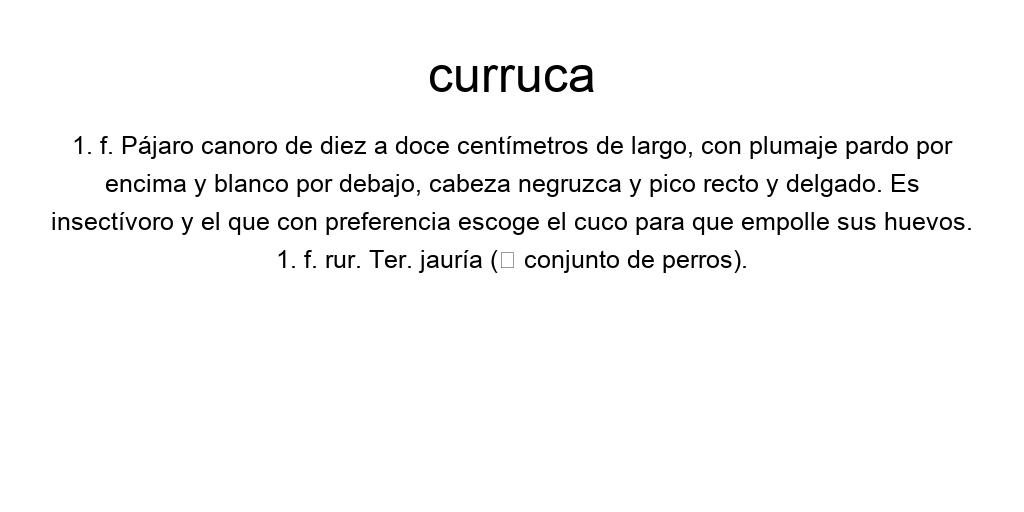 curruca
1. f. Pájaro canoro de diez a doce centímetros de largo, con plumaje pardo por
encima y blanco por debajo, cabeza negruzca y pico recto y delgado. Es
insectívoro y el que con preferencia escoge el cuco para que empolle sus huevos.
1. f. rur. Ter. jauría (□ conjunto de perros).